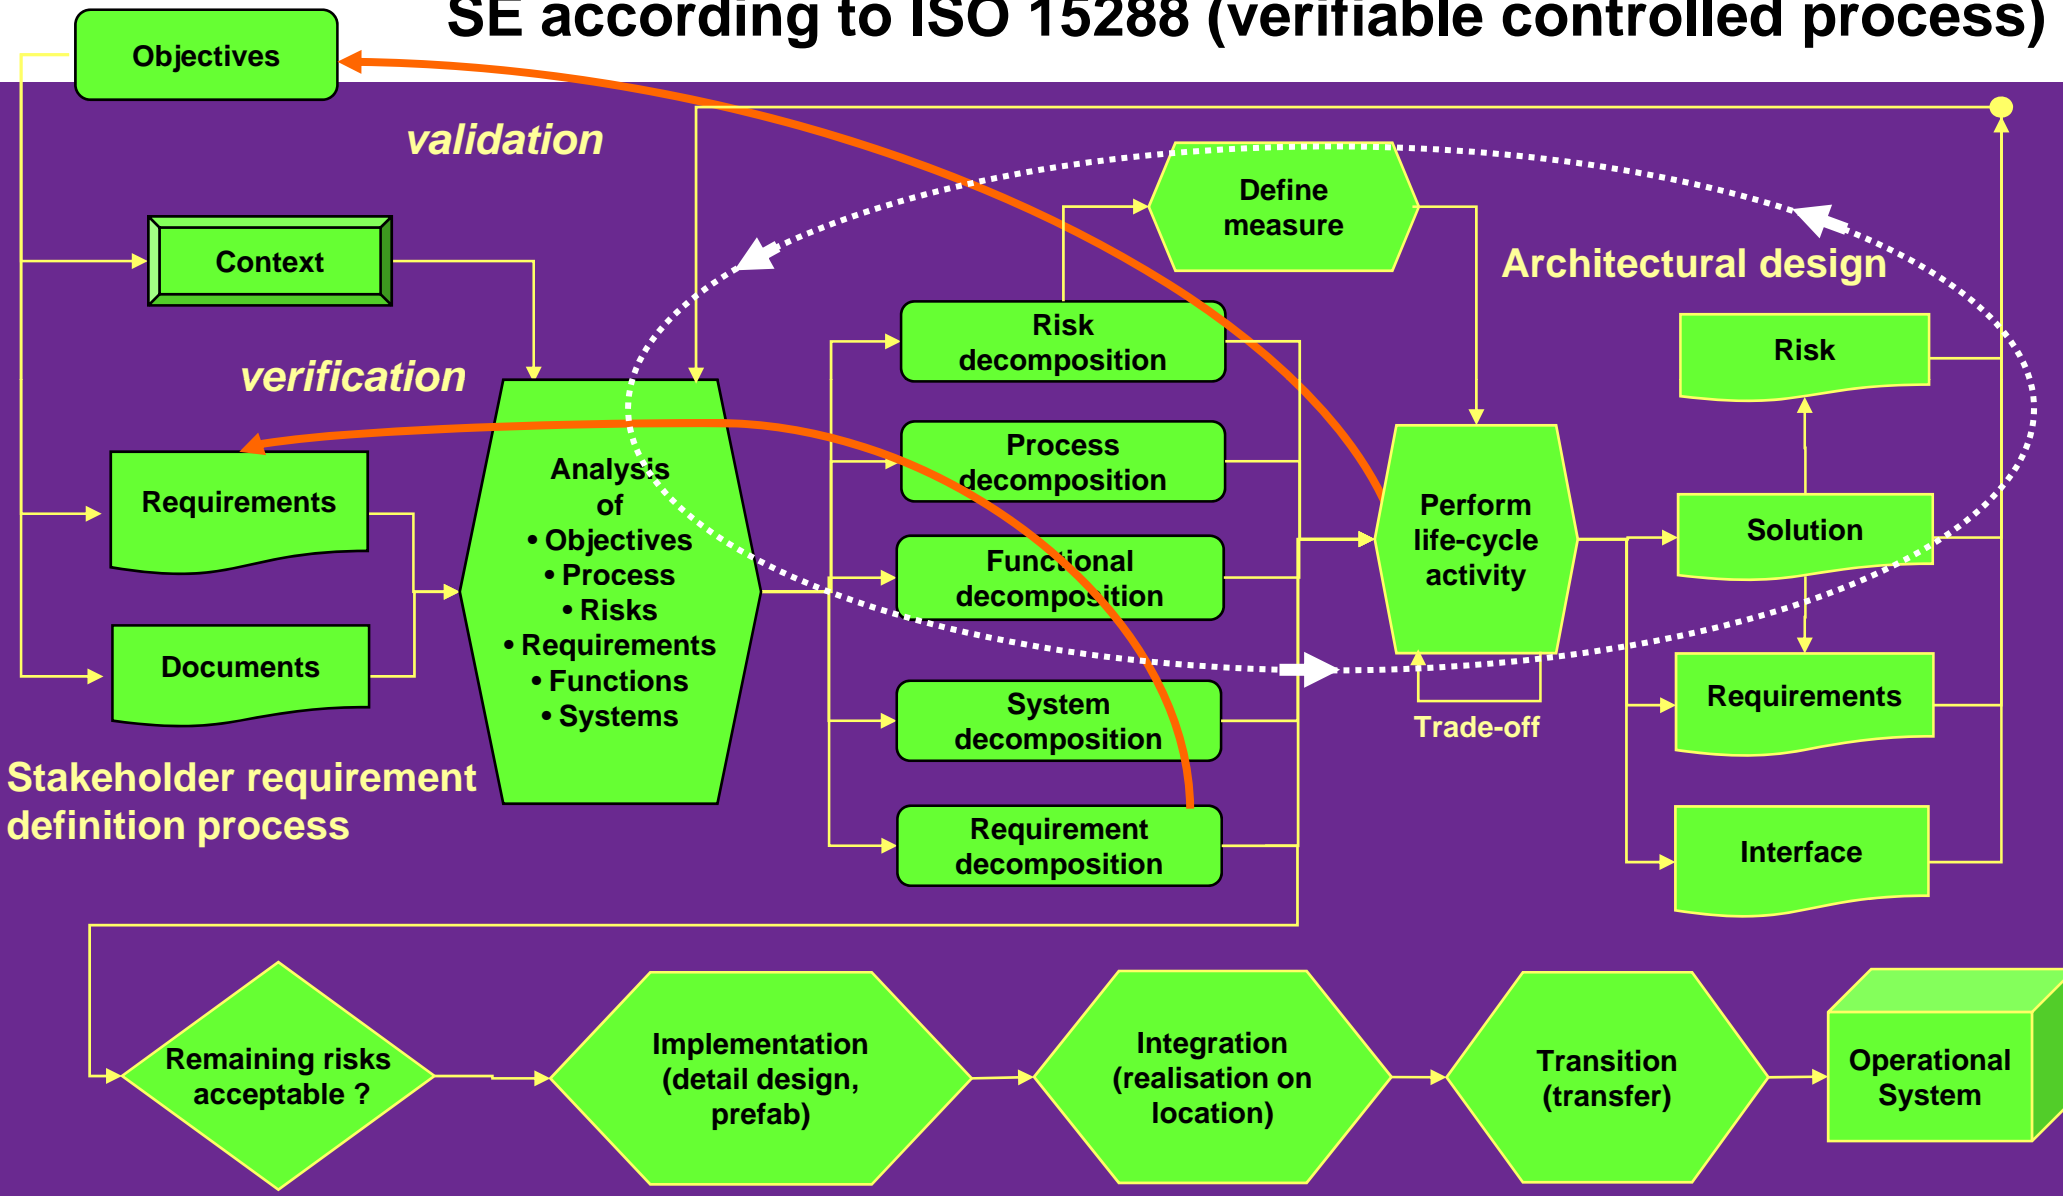 SE according to ISO 15288 (verifiable controlled process)
Objectives
validation
Define
measure
Context
Architectural design
Risk
decomposition
Risk
verification
Process
decomposition
Analysis
of
• Objectives
• Process
• Risks
• Requirements
• Functions
• Systems
Requirements
Perform
life-cycle
activity
Solution
Functional
decomposition
Documents
System
decomposition
Requirements
Trade-off
Stakeholder requirement
definition process
Requirement
decomposition
Interface
Remaining risks
acceptable ?
Implementation
(detail design,
prefab)
Integration
(realisation on
location)
Transition
(transfer)
Operational
System